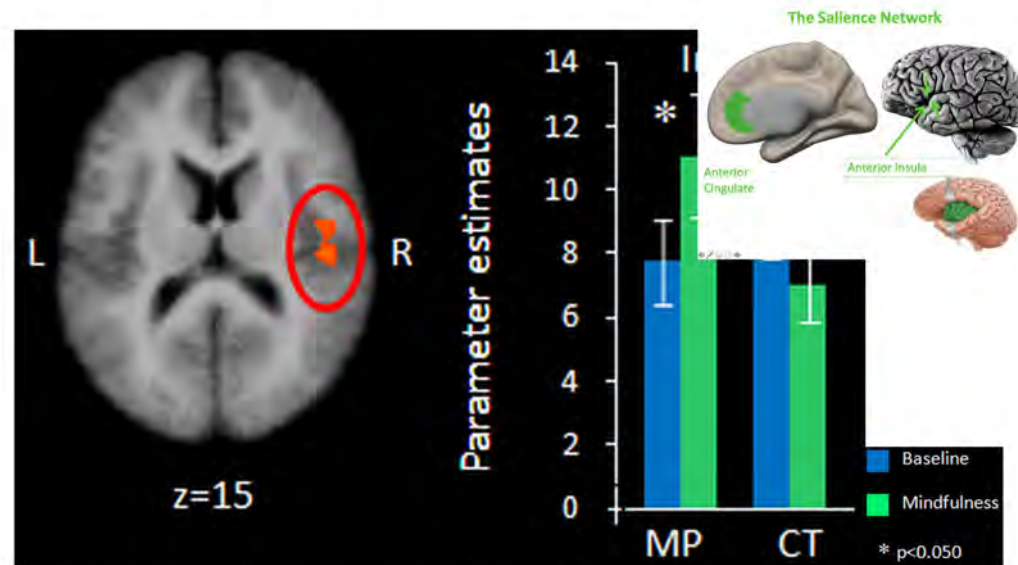 The Salience Network
Anterior
Cingulate
Anterior Insula
L
R
z=15
Parameter estimates
14
12
10
8
6
4
2
0
*
MP
CT
Baseline
Mindfulness
* p<0.050